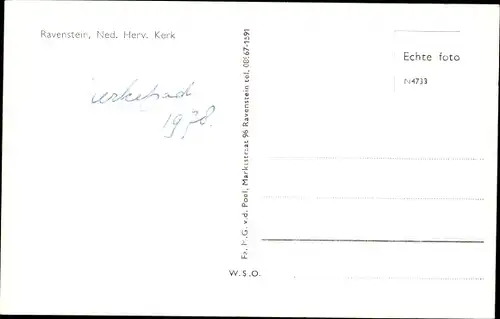 Ravenstein, Ned. Herv. Kerk
1978.
Fa. H.G. v.d. Poel, Marktstraat 96 Ravenstein tel. 08867-1591
Echte foto
N4733
W.S.O.